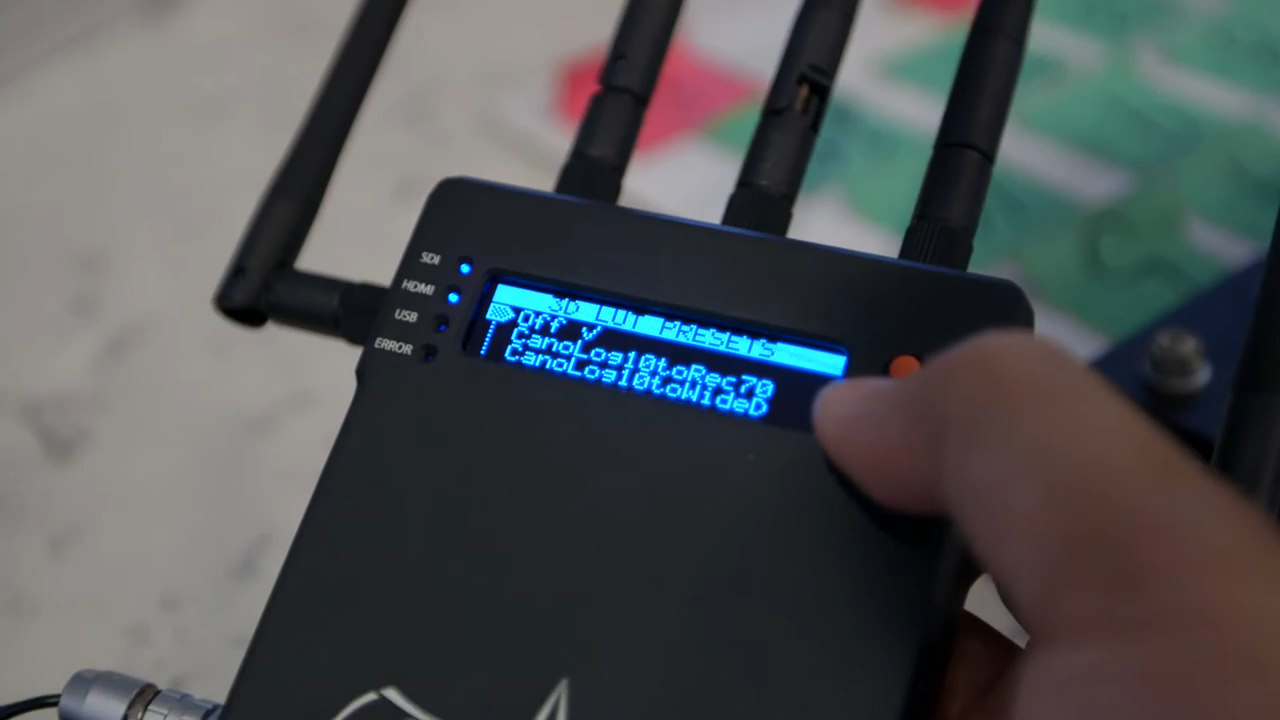 SDI
HDMI
USB
ERROR
3D LUT PRESETS
Off √
CanoLog10toRec70
CanoLog10toWideD